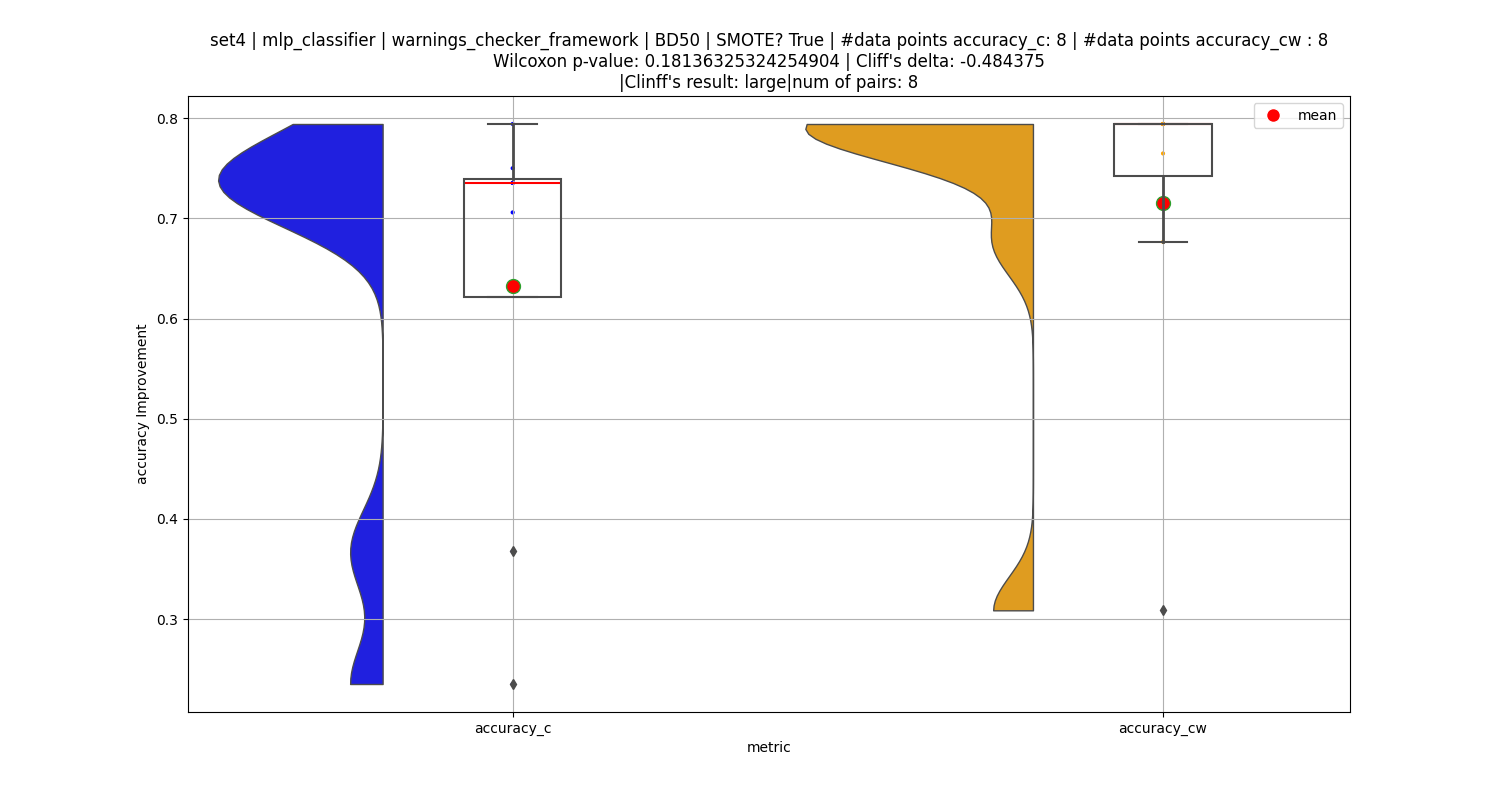 set4 | mlp_classifier | warnings_checker_framework | BD50 | SMOTE? True | #data points accuracy_c: 8 | #data points accuracy_cw : 8
Wilcoxon p-value: 0.18136325324254904 | Cliff's delta: -0.484375
|Clinff's result: large|num of pairs: 8
mean
0.8
0.7
0.6
0.5
0.4
0.3
accuracy Improvement
accuracy_c
accuracy_cw
metric